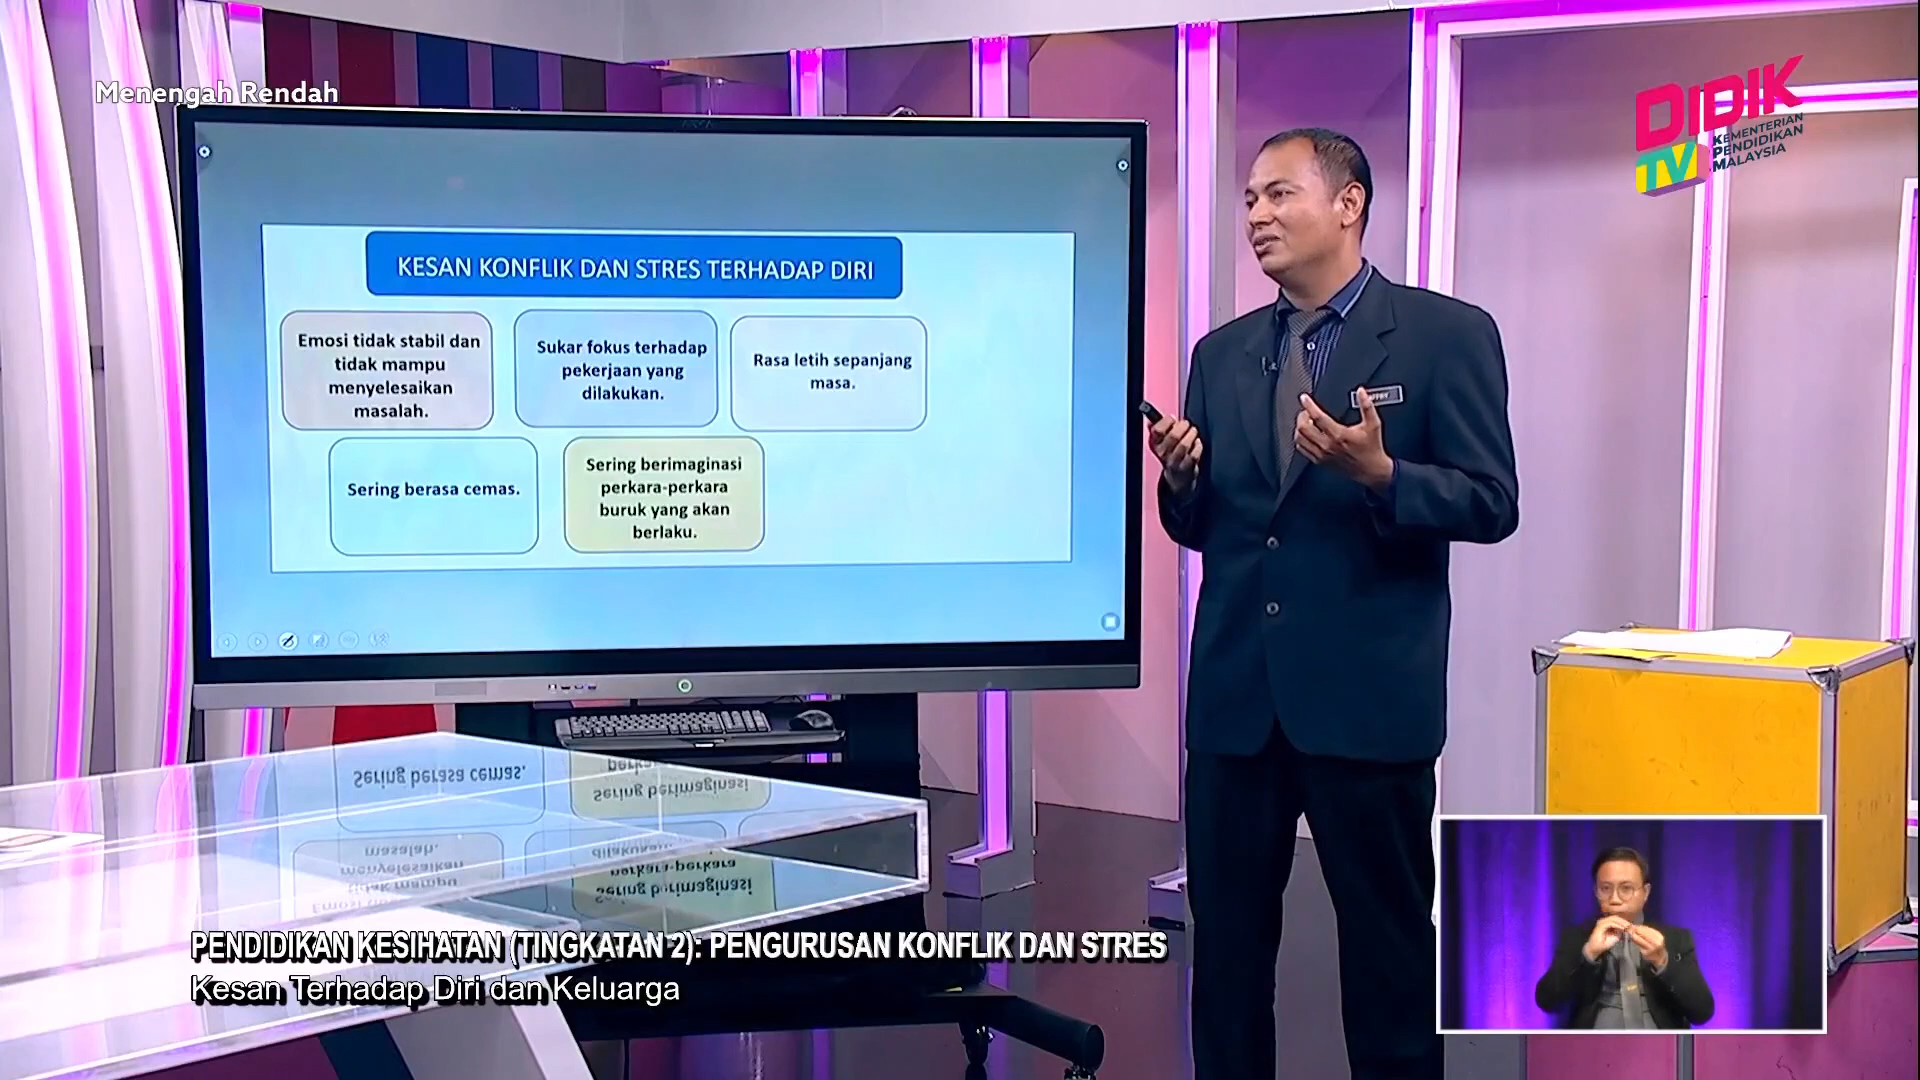 Menengah Rendah
DIDIK
TV
KEMENTERIAN
PENDIDIKAN
MALAYSIA
KESAN KONFLIK DAN STRES TERHADAP DIRI
Emosi tidak stabil dan
tidak mampu
menyelesaikan
masalah.
Sukar fokus terhadap
pekerjaan yang
dilakukan.
Rasa letih sepanjang
masa.
Sering berasa cemas.
Sering berimaginasi
perkara-perkara
buruk yang akan
berlaku.
PENDIDIKAN KESIHATAN (TINGKATAN 2): PENGURUSAN KONFLIK DAN STRES
Kesan Terhadap Diri dan Keluarga